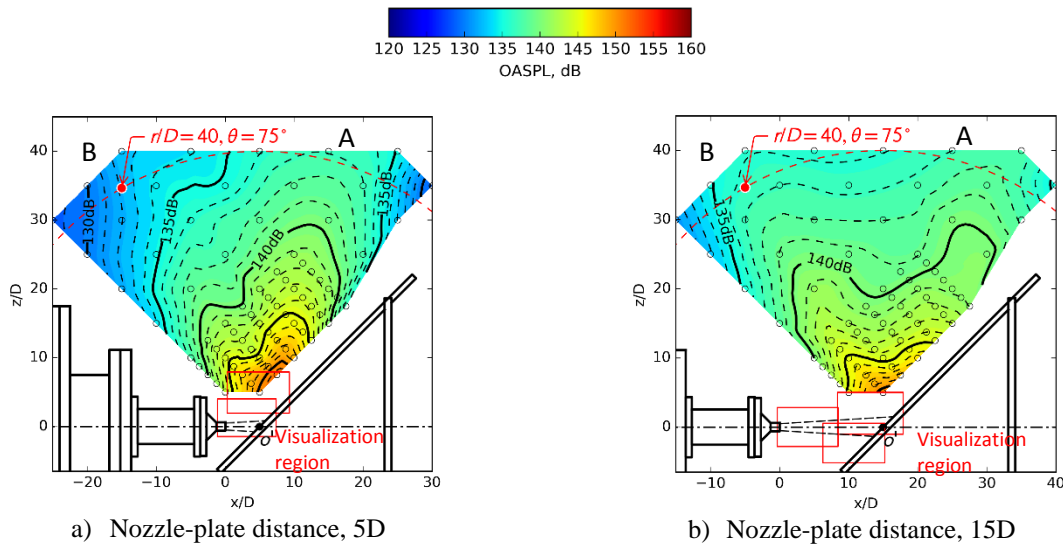 120 125 130 135 140 145 150 155 160
OASPL, dB
B
r/D = 40, θ = 75°
A
40
30
20
10
0
z/D
130dB
135dB
140dB
135dB
o'
Visualization
region
−20 −10 0 10 20 30
x/D
a) Nozzle-plate distance, 5D
B
r/D = 40, θ = 75°
A
40
30
20
10
0
z/D
135dB
140dB
o'
Visualization
region
−10 0 10 20 30 40
x/D
b) Nozzle-plate distance, 15D